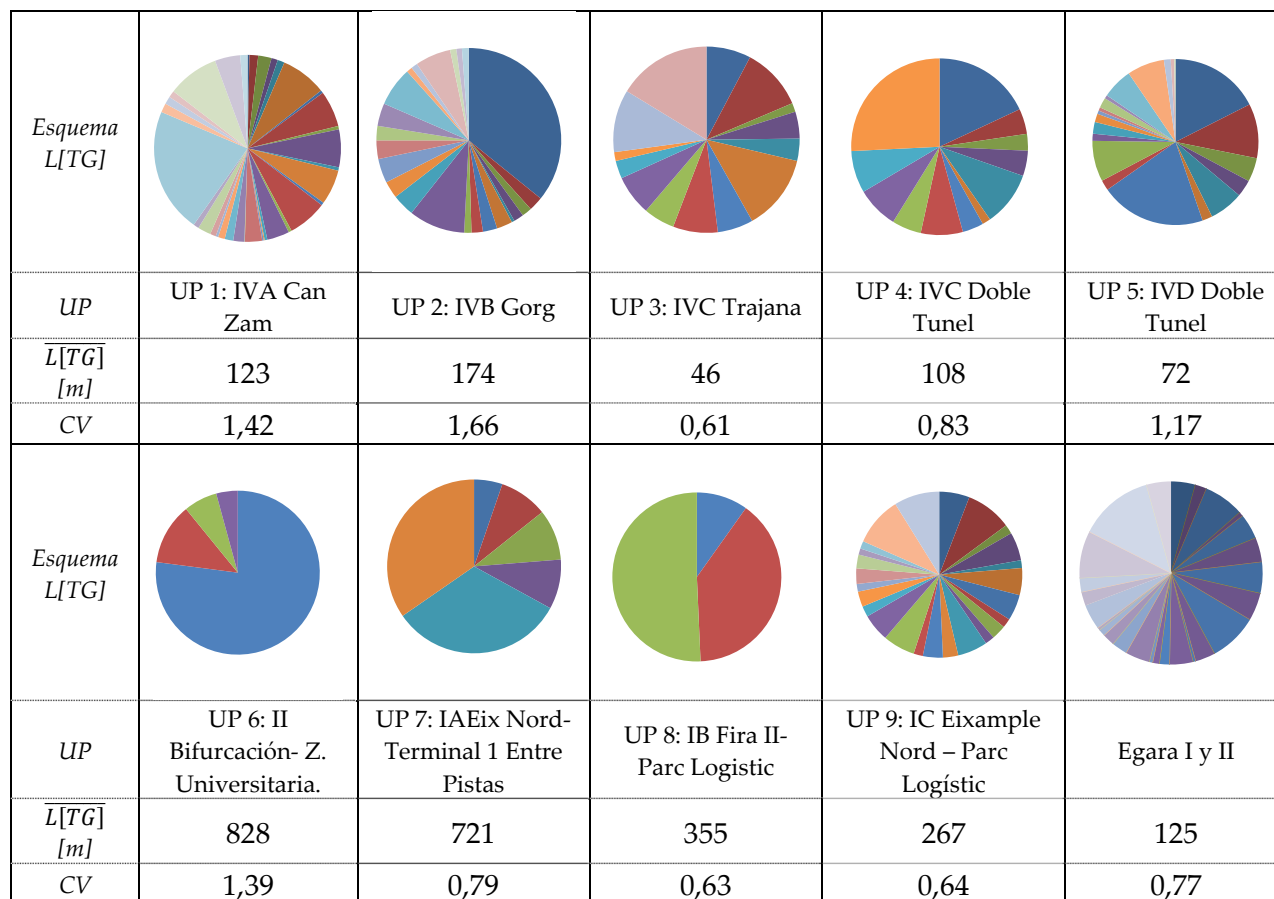 Esquema
L[TG]
UP
UP 1: IVA Can
Zam
UP 2: IVB Gorg
UP 3: IVC Trajana
UP 4: IVC Doble
Tunel
UP 5: IVD Doble
Tunel
L[TG]
[m]
123
174
46
108
72
CV
1,42
1,66
0,61
0,83
1,17
Esquema
L[TG]
UP
UP 6: II
Bifurcación- Z.
Universitaria.
UP 7: IAEix Nord-
Terminal 1 Entre
Pistas
UP 8: IB Fira II-
Parc Logistic
UP 9: IC Eixample
Nord – Parc
Logístic
Egara I y II
L[TG]
[m]
828
721
355
267
125
CV
1,39
0,79
0,63
0,64
0,77